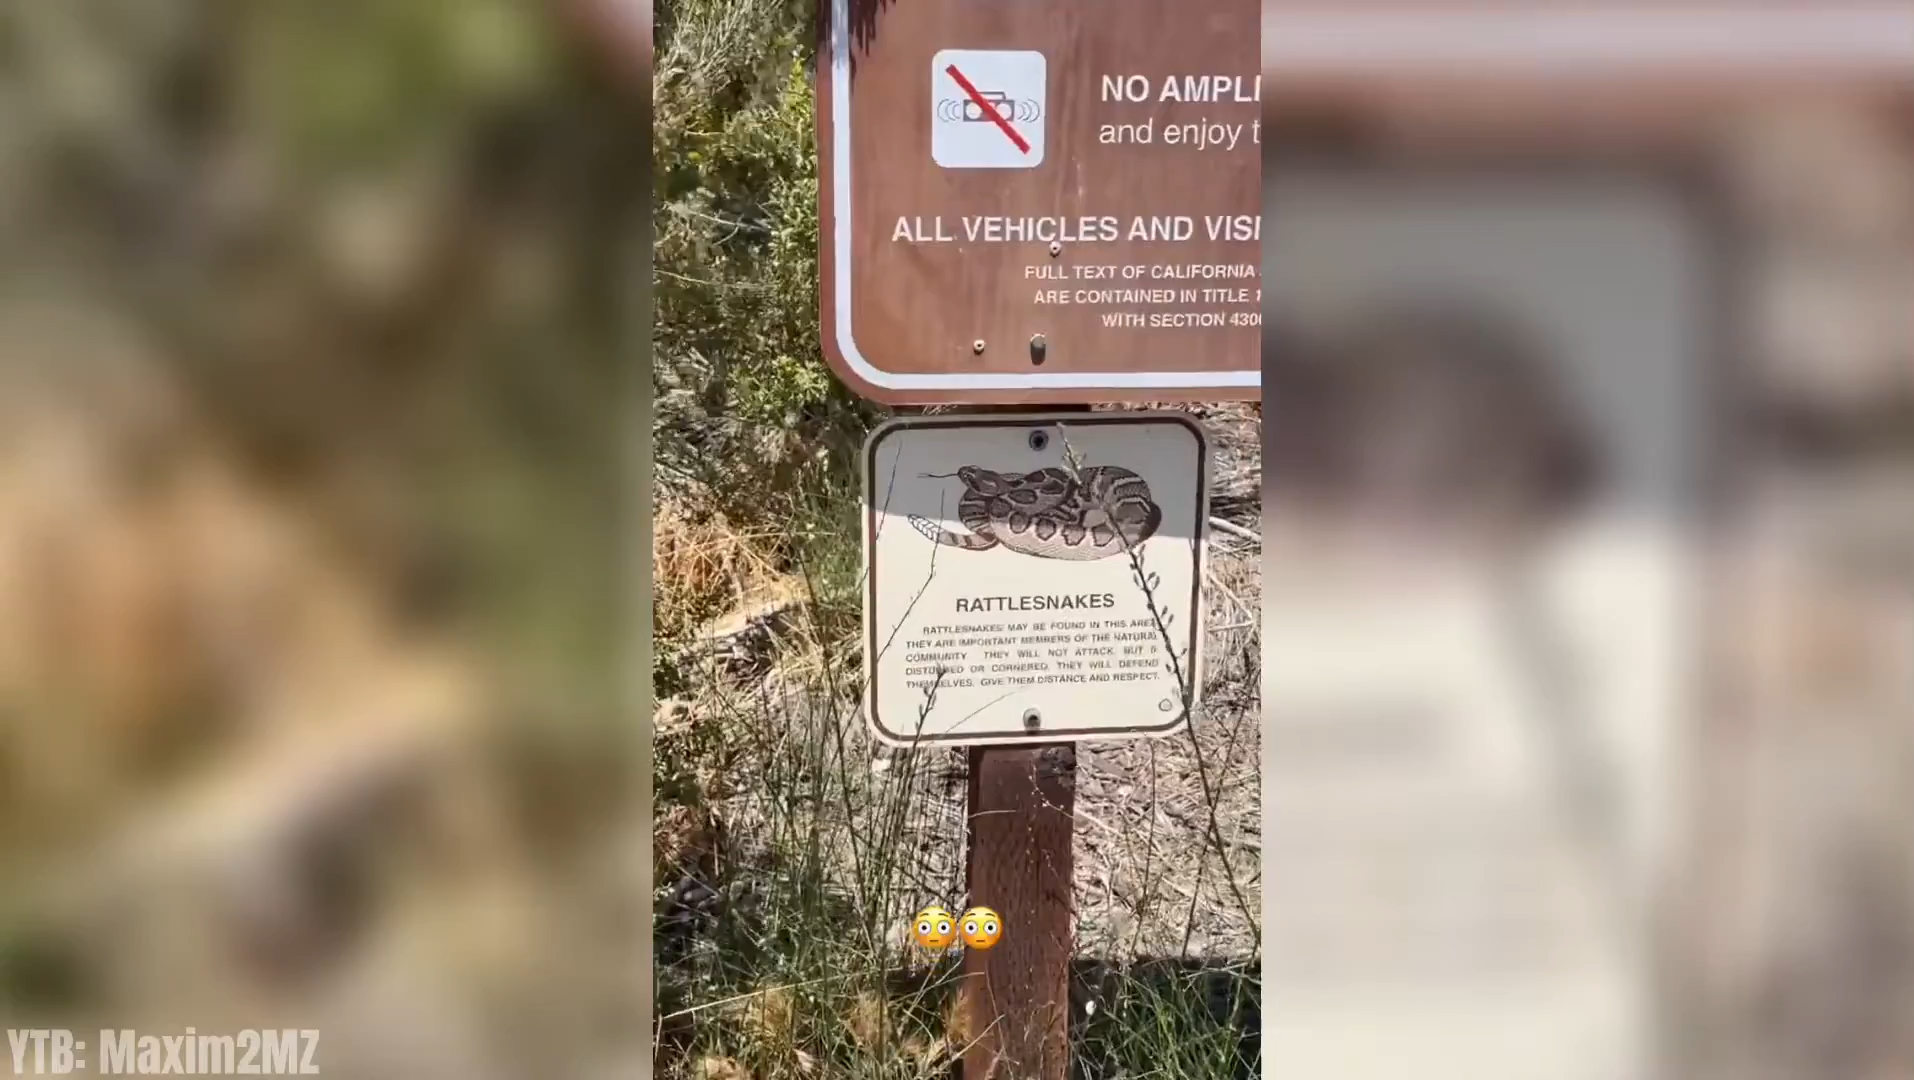 NO AMPLI
and enjoy t
ALL VEHICLES AND VISI
FULL TEXT OF CALIFORNIA
ARE CONTAINED IN TITLE 1
WITH SECTION 430
RATTLESNAKES
RATTLESNAKES MAY BE FOUND IN THIS AREA
THEY ARE IMPORTANT MEMBERS OF THE NATURAL
COMMUNITY. THEY WILL NOT ATTACK, BUT IF
DISTURBED OR CORNERED, THEY WILL DEFEND
THEMSELVES. GIVE THEM DISTANCE AND RESPECT.
😳😳
YTB: Maxim2MZ